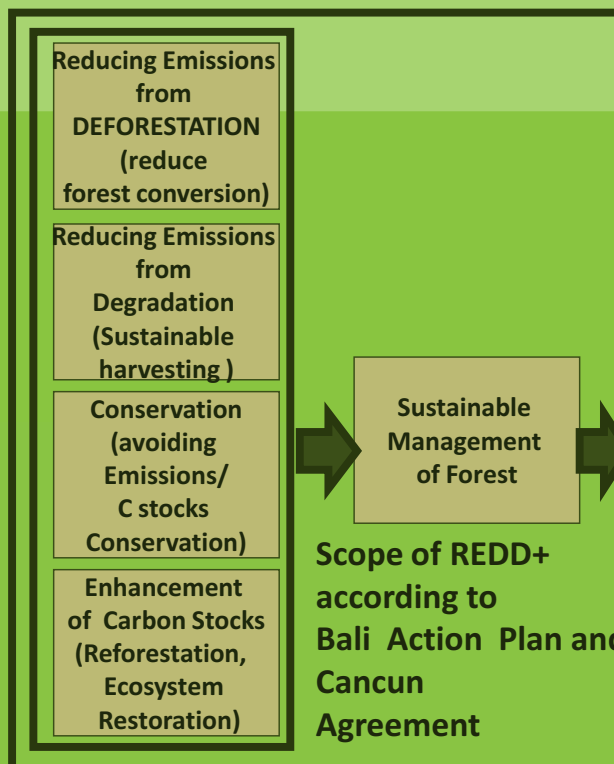 Reducing Emissions
from
DEFORESTATION
(reduce
forest conversion)
Reducing Emissions
from
Degradation
(Sustainable
harvesting )
Conservation
(avoiding
Emissions/
C stocks
Conservation)
Enhancement
of Carbon Stocks
(Reforestation,
Ecosystem
Restoration)
Sustainable
Management
of Forest
Scope of REDD+
according to
Bali Action Plan and
Cancun
Agreement